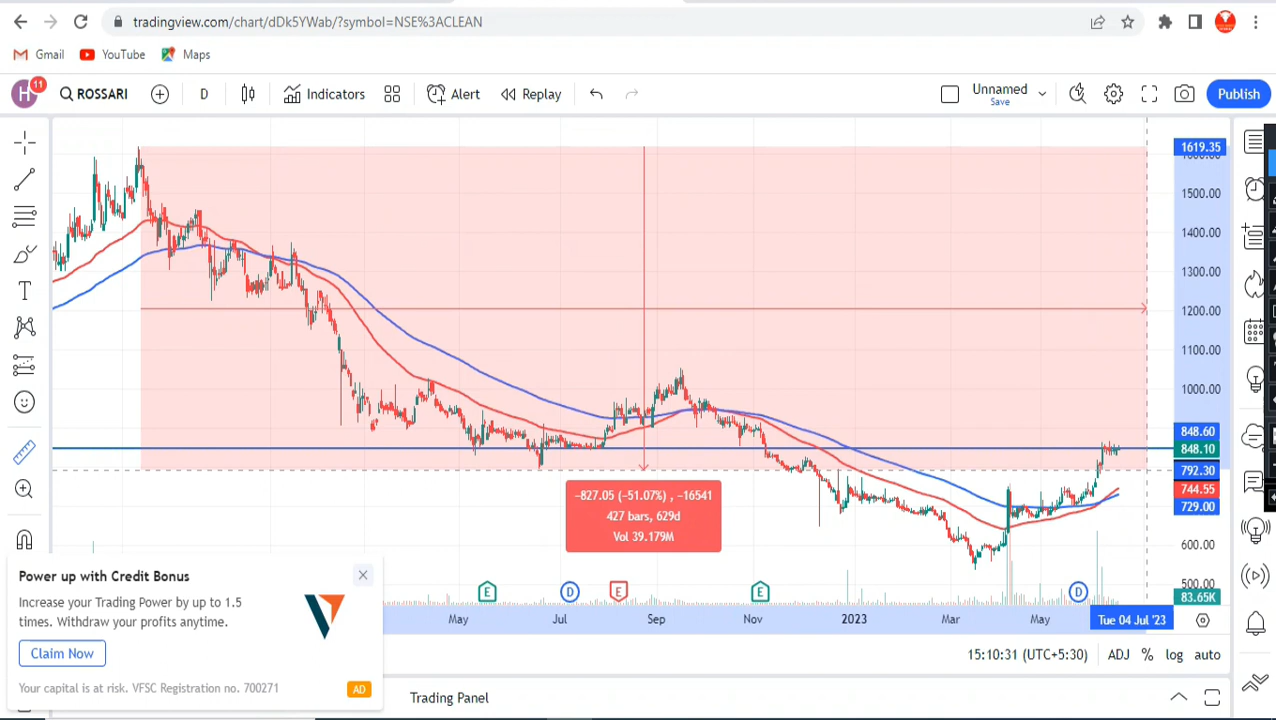 tradingview.com/chart/dDk5YWab/?symbol=NSE%3ACLEAN
Gmail YouTube Maps
H 11 ROSSARI D Indicators Alert Replay Unnamed Save Publish
1619.35
1500.00
1400.00
1300.00
1200.00
1100.00
1000.00
848.60
848.10
792.30
744.55
729.00
600.00
500.00
83.65K
−827.05 (−51.07%) , −16541
427 bars, 629d
Vol 39.179M
E D E E D
May Jul Sep Nov 2023 Mar May Tue 04 Jul '23
15:10:31 (UTC+5:30) ADJ % log auto
Trading Panel
Power up with Credit Bonus
Increase your Trading Power by up to 1.5
times. Withdraw your profits anytime.
Claim Now
Your capital is at risk. VFSC Registration no. 700271
AD